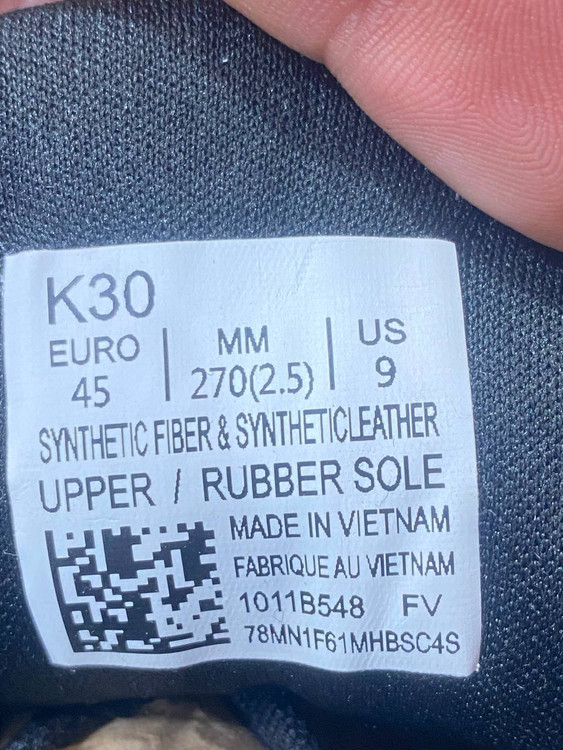 K30
EURO | MM | US
45 | 270(2.5) | 9
SYNTHETIC FIBER & SYNTHETICLEATHER
UPPER / RUBBER SOLE
MADE IN VIETNAM
FABRIQUE AU VIETNAM
1011B548 FV
78MN1F61MHBSC4S